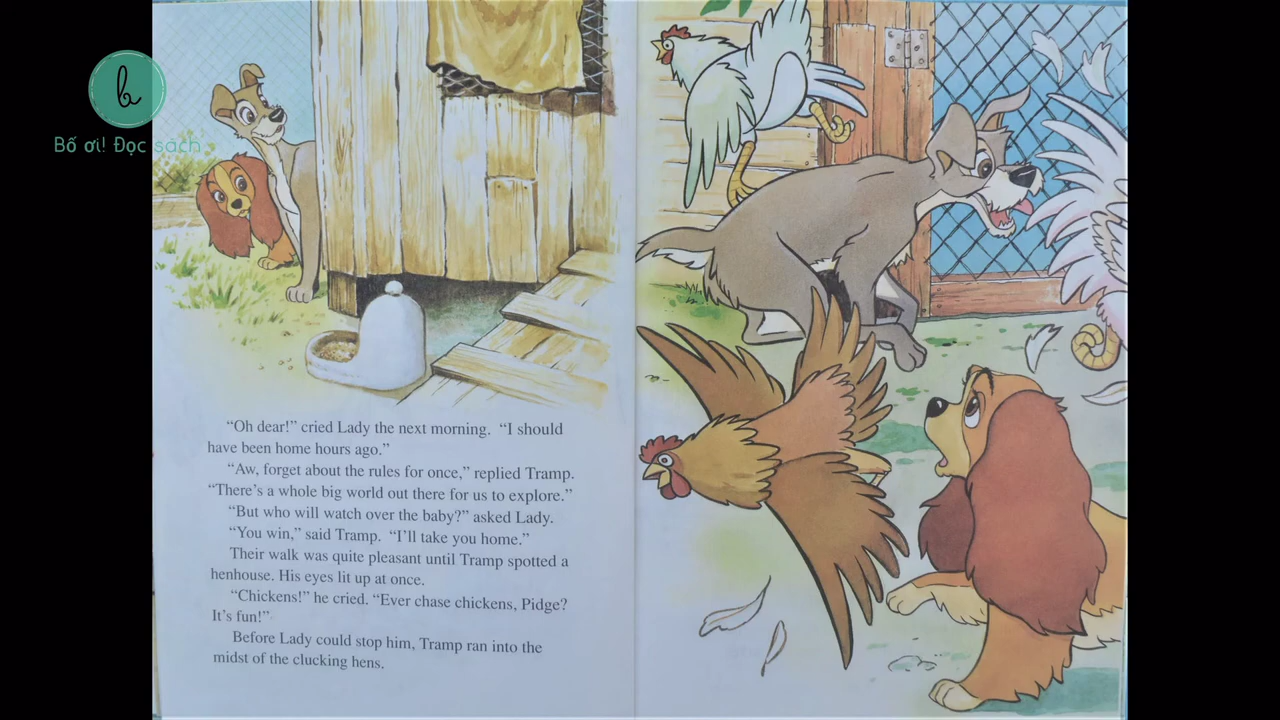 b
Bố ơi! Đọc sách
“Oh dear!” cried Lady the next morning. “I should
have been home hours ago.”
“Aw, forget about the rules for once,” replied Tramp.
“There’s a whole big world out there for us to explore.”
“But who will watch over the baby?” asked Lady.
“You win,” said Tramp. “I’ll take you home.”
Their walk was quite pleasant until Tramp spotted a
henhouse. His eyes lit up at once.
“Chickens!” he cried. “Ever chase chickens, Pidge?
It’s fun!”
Before Lady could stop him, Tramp ran into the
midst of the clucking hens.